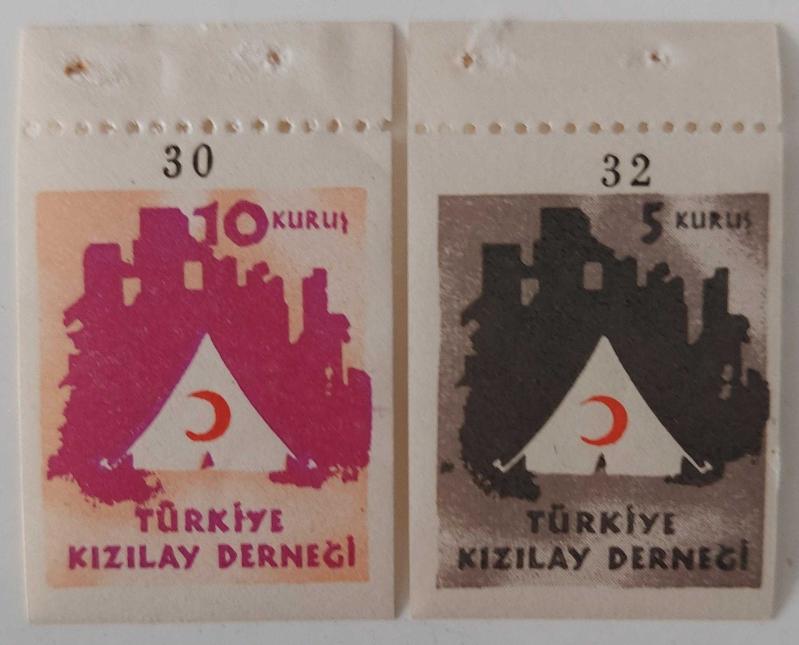 30
10 KURUŞ
TÜRKİYE
KIZILAY DERNEĞİ
32
5 KURUŞ
TÜRKİYE
KIZILAY DERNEĞİ